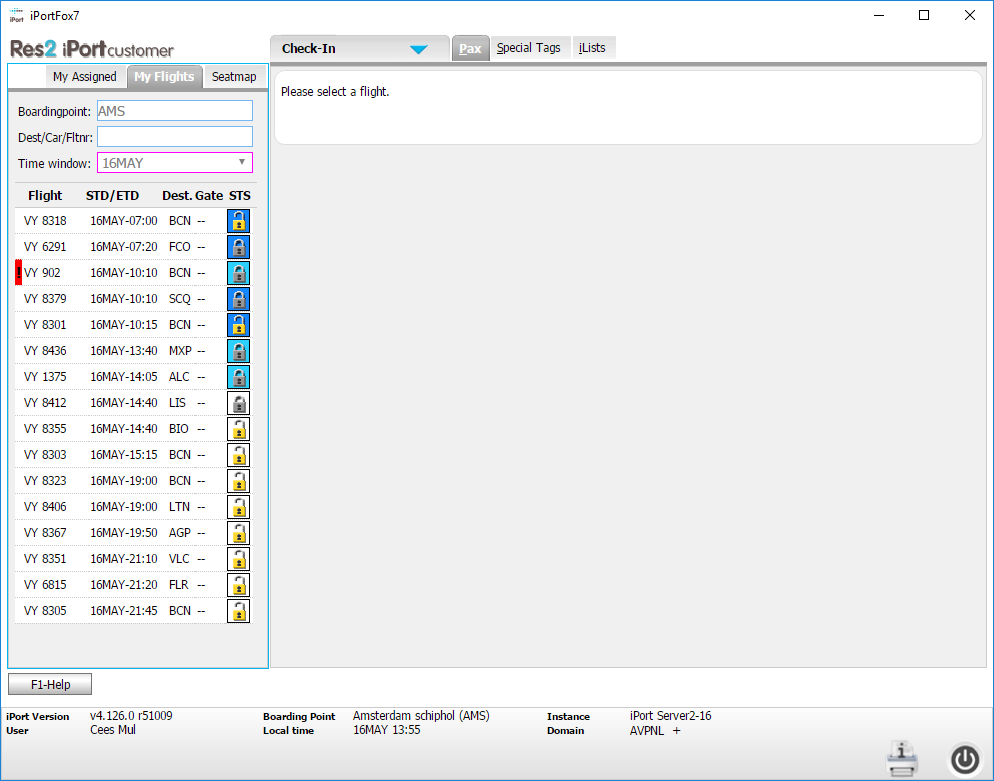 iPort iPortFox7
Res2 iPort customer
Check-In Pax Special Tags iLists
My Assigned My Flights Seatmap
Please select a flight.
Boardingpoint: AMS
Dest/Car/Fltnr:
Time window: 16MAY
Flight STD/ETD Dest. Gate STS
VY 8318 16MAY-07:00 BCN --
VY 6291 16MAY-07:20 FCO --
! VY 902 16MAY-10:10 BCN --
VY 8379 16MAY-10:10 SCQ --
VY 8301 16MAY-10:15 BCN --
VY 8436 16MAY-13:40 MXP --
VY 1375 16MAY-14:05 ALC --
VY 8412 16MAY-14:40 LIS --
VY 8355 16MAY-14:40 BIO --
VY 8303 16MAY-15:15 BCN --
VY 8323 16MAY-19:00 BCN --
VY 8406 16MAY-19:00 LTN --
VY 8367 16MAY-19:50 AGP --
VY 8351 16MAY-21:10 VLC --
VY 6815 16MAY-21:20 FLR --
VY 8305 16MAY-21:45 BCN --
F1-Help
iPort Version v4.126.0 r51009 Boarding Point Amsterdam schiphol (AMS) Instance iPort Server2-16
User Cees Mul Local time 16MAY 13:55 Domain AVPNL +